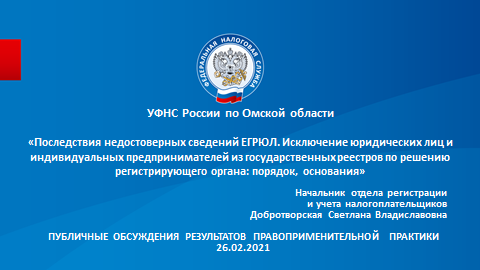 ФЕДЕРАЛЬНАЯ НАЛОГОВАЯ СЛУЖБА
УФНС России по Омской области
«Последствия недостоверных сведений ЕГРЮЛ. Исключение юридических лиц и
индивидуальных предпринимателей из государственных реестров по решению
регистрирующего органа: порядок, основания»
Начальник отдела регистрации
и учета налогоплательщиков
Добротворская Светлана Владиславовна
ПУБЛИЧНЫЕ ОБСУЖДЕНИЯ РЕЗУЛЬТАТОВ ПРАВОПРИМЕНИТЕЛЬНОЙ ПРАКТИКИ
26.02.2021